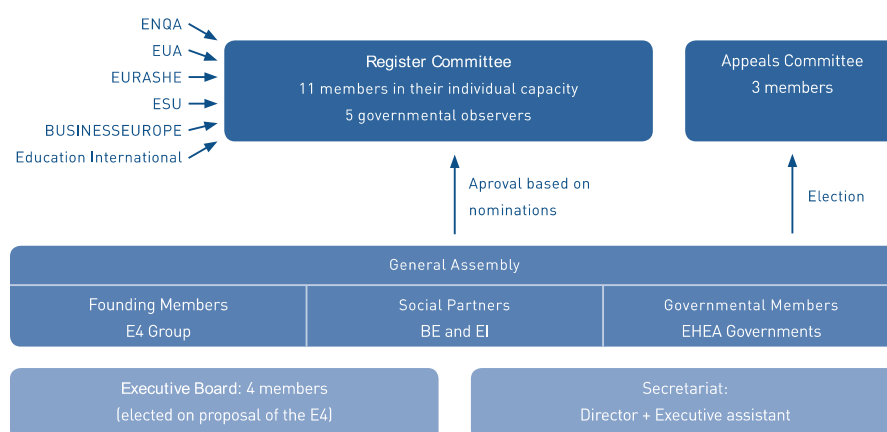 ENQA
EUA
EURASHE
ESU
BUSINESSEUROPE
Education International
Register Committee
11 members in their individual capacity
5 governmental observers
Appeals Committee
3 members
Aproval based on
nominations
Election
General Assembly
Founding Members
E4 Group
Social Partners
BE and EI
Governmental Members
EHEA Governments
Executive Board: 4 members
(elected on proposal of the E4)
Secretariat:
Director + Executive assistant